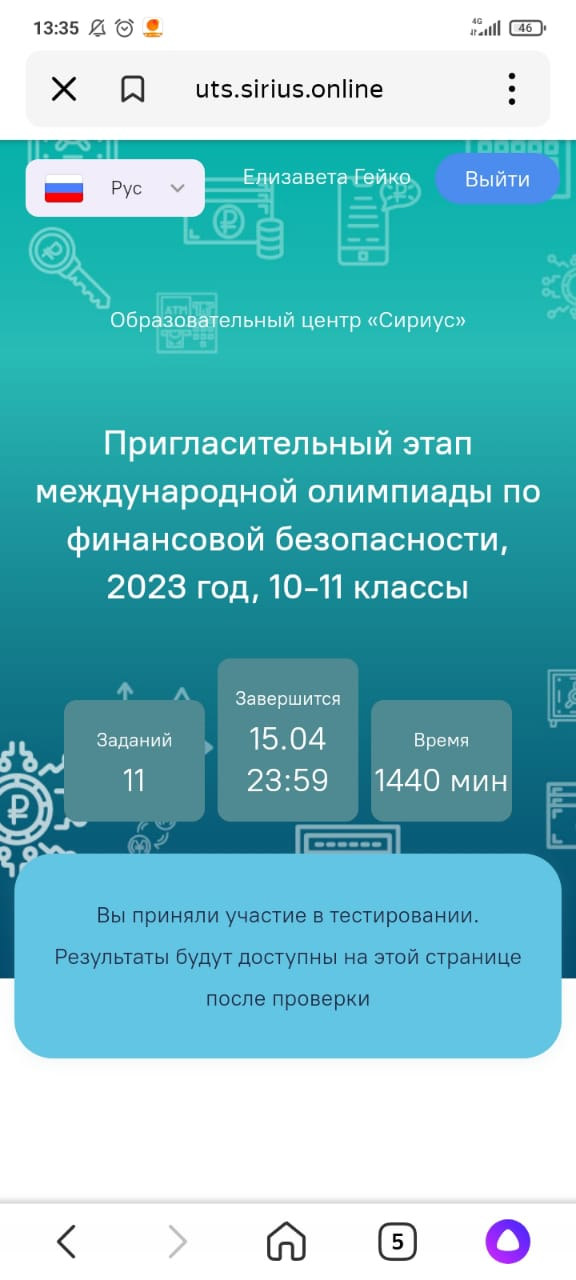 13:35
4G
46
uts.sirius.online
Рус
Елизавета Гейко
Выйти
ATM
Образовательный центр «Сириус»
Пригласительный этап
международной олимпиады по
финансовой безопасности,
2023 год, 10-11 классы
Заданий
11
Завершится
15.04
23:59
Время
1440 мин
Вы приняли участие в тестировании.
Результаты будут доступны на этой странице
после проверки
5